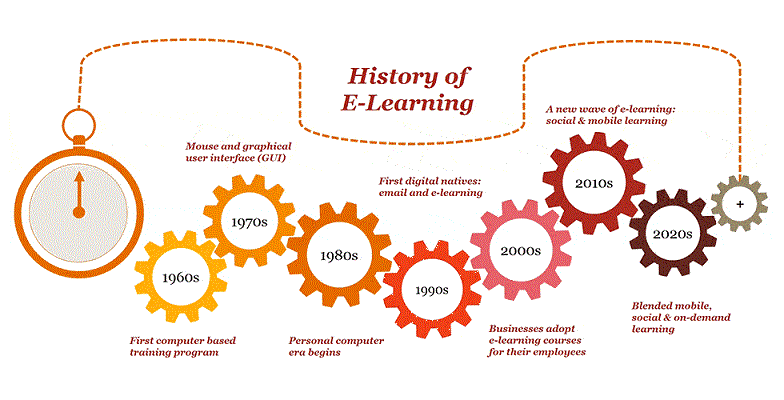 History of
E-Learning
First computer based
training program
1960s
Mouse and graphical
user interface (GUI)
1970s
1980s
Personal computer
era begins
First digital natives:
email and e-learning
1990s
2000s
Businesses adopt
e-learning courses
for their employees
A new wave of e-learning:
social & mobile learning
2010s
2020s
Blended mobile,
social & on-demand
learning
+